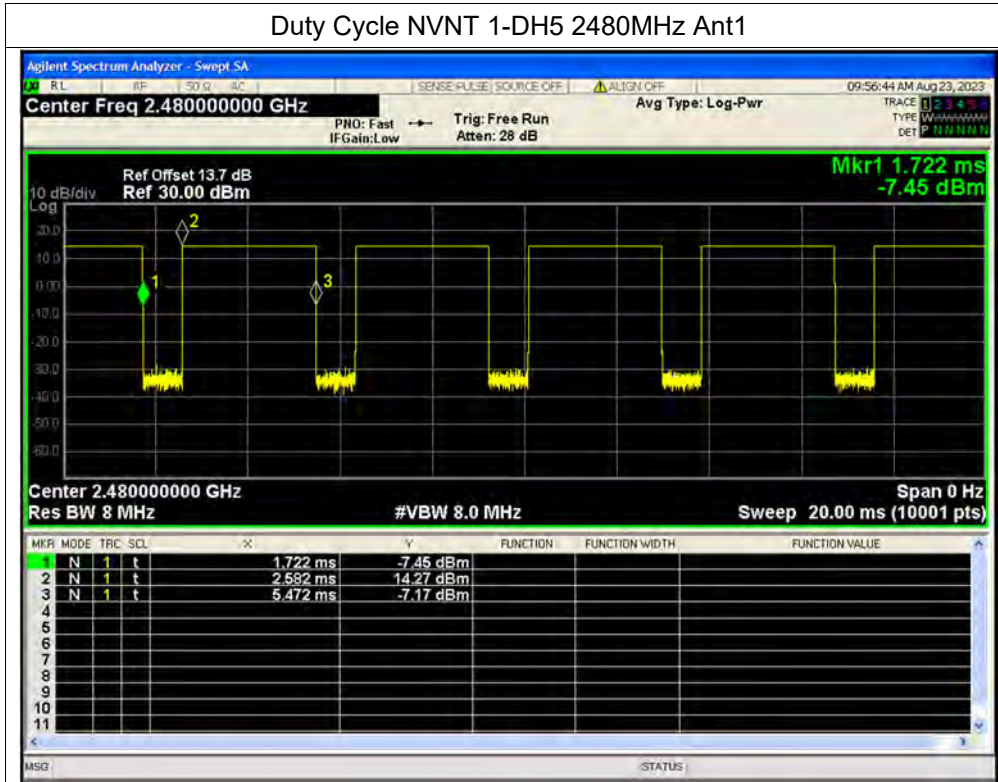 Duty Cycle NVNT 1-DH5 2480MHz Ant1
Agilent Spectrum Analyzer - Swept SA
LXI RL RF 50 Ω AC SENSE:PULSE SOURCE OFF ALIGN OFF 09:56:44 AM Aug 23, 2023
Center Freq 2.480000000 GHz
PNO: Fast
IFGain:Low
Trig: Free Run
Atten: 28 dB
Avg Type: Log-Pwr
TRACE 1 2 3 4 5 6
TYPE W
DET P N N N N N
Mkr1 1.722 ms
-7.45 dBm
Ref Offset 13.7 dB
10 dB/div Ref 30.00 dBm
Log
20.0
10.0
0.00
-10.0
-20.0
-30.0
-40.0
-50.0
-60.0
1
2
3
Center 2.480000000 GHz Span 0 Hz
Res BW 8 MHz #VBW 8.0 MHz Sweep 20.00 ms (10001 pts)
MKR MODE TRC SCL X Y FUNCTION FUNCTION WIDTH FUNCTION VALUE
1 N 1 t 1.722 ms -7.45 dBm
2 N 1 t 2.582 ms 14.27 dBm
3 N 1 t 5.472 ms -7.17 dBm
4
5
6
7
8
9
10
11
MSG STATUS